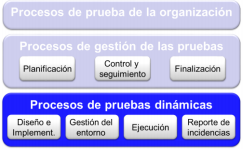 Procesos de prueba de la organización
Procesos de gestión de las pruebas
Planificación
Control y
seguimiento
Finalización
Procesos de pruebas dinámicas
Diseño e
Implement.
Gestión del
entorno
Ejecución
Reporte de
incidencias